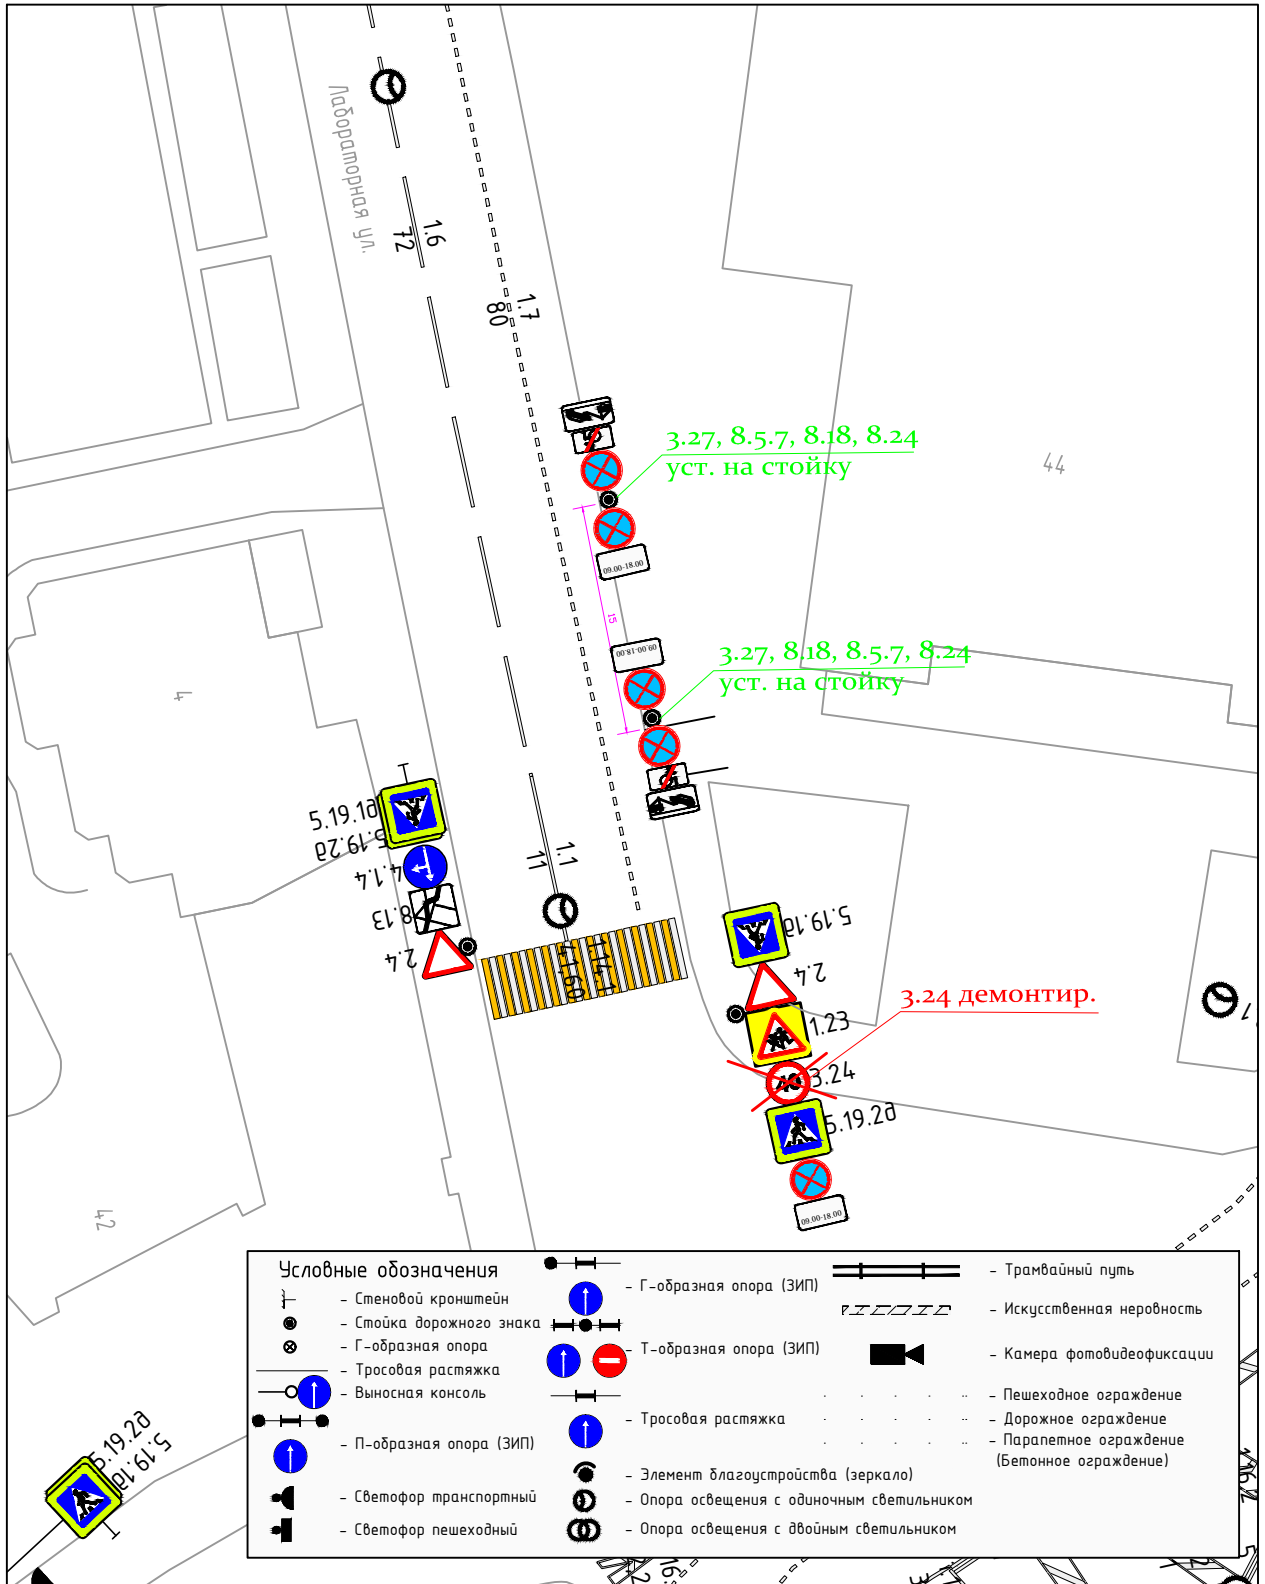 Лабораторная ул.
1.6
72
1.7
80
3.27, 8.5.7, 8.18, 8.24
уст. на стойку
44
09.00-18.00
15
09.00-18.00
3.27, 8.18, 8.5.7, 8.24
уст. на стойку
4
5.19.1д
5.19.2д
4.1.4
8.13
2.4
1.1
11
1.14.1
41,60
5.19.1д
2.4
1.23
3.24 демонтир.
3.24
5.19.2д
09.00-18.00
42
5.19.2д
5.19.1д
Условные обозначения
- Стеновой кронштейн
- Стойка дорожного знака
- Г-образная опора
- Тросовая растяжка
- Выносная консоль
- П-образная опора (ЗИП)
- Светофор транспортный
- Светофор пешеходный
- Г-образная опора (ЗИП)
- Т-образная опора (ЗИП)
- Тросовая растяжка
- Элемент благоустройства (зеркало)
- Опора освещения с одиночным светильником
- Опора освещения с двойным светильником
- Трамвайный путь
- Искусственная неровность
- Камера фотовидеофиксации
- Пешеходное ограждение
- Дорожное ограждение
- Парапетное ограждение
(Бетонное ограждение)